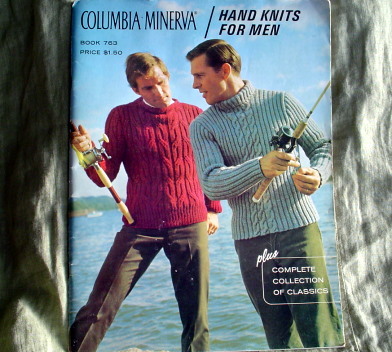 COLUMBIA-MINERVA
HAND KNITS
FOR MEN
BOOK 763
PRICE $1.50
plus
COMPLETE
COLLECTION
OF CLASSICS